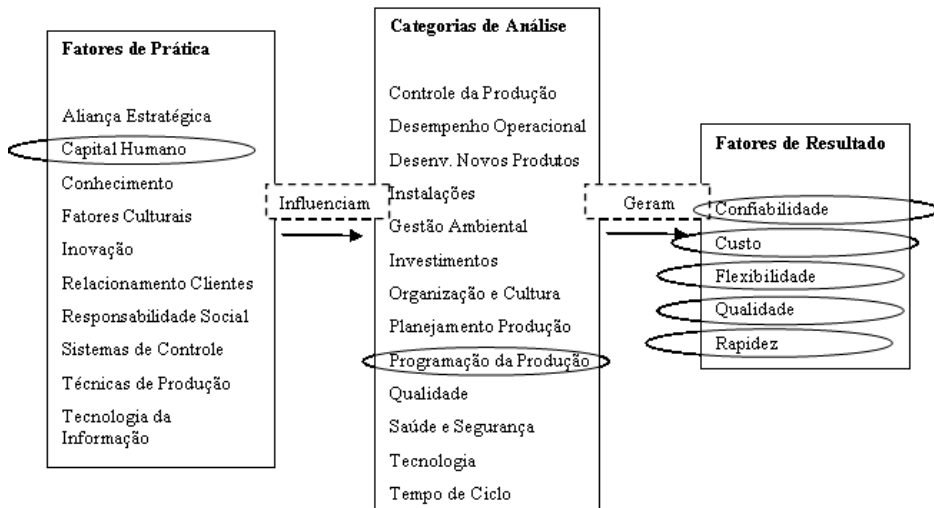 Fatores de Prática
Aliança Estratégica
Capital Humano
Conhecimento
Fatores Culturais
Inovação
Relacionamento Clientes
Responsabilidade Social
Sistemas de Controle
Técnicas de Produção
Tecnologia da
Informação
Influenciam
Categorias de Análise
Controle da Produção
Desempenho Operacional
Desenv. Novos Produtos
Instalações
Gestão Ambiental
Investimentos
Organização e Cultura
Planejamento Produção
Programação da Produção
Qualidade
Saúde e Segurança
Tecnologia
Tempo de Ciclo
Geram
Fatores de Resultado
Confiabilidade
Custo
Flexibilidade
Qualidade
Rapidez